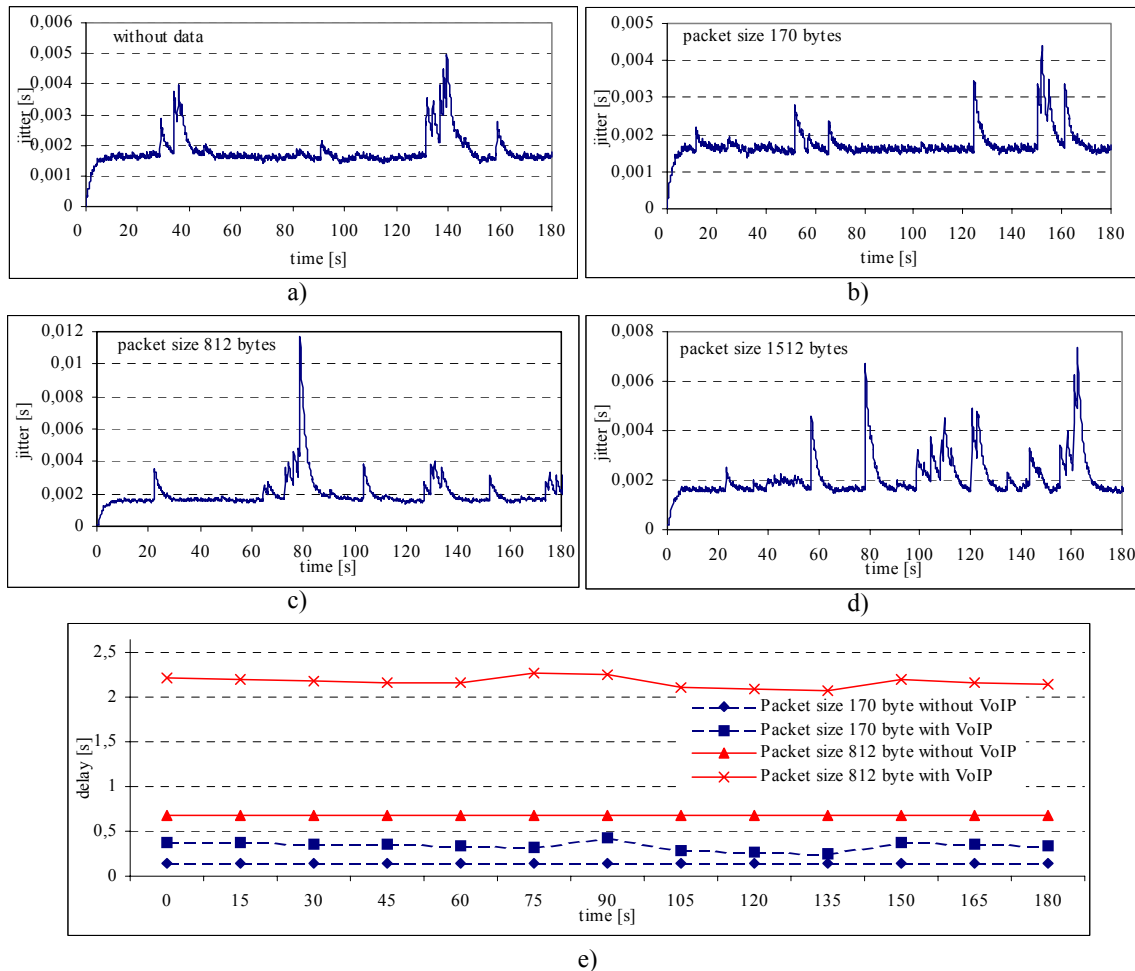 without data
jitter [s]
0,006
0,005
0,004
0,003
0,002
0,001
0
0 20 40 60 80 100 120 140 160 180
time [s]
a)
packet size 170 bytes
jitter [s]
0,005
0,004
0,003
0,002
0,001
0
0 20 40 60 80 100 120 140 160 180
time [s]
b)
packet size 812 bytes
jitter [s]
0,012
0,01
0,008
0,006
0,004
0,002
0
0 20 40 60 80 100 120 140 160 180
time [s]
c)
packet size 1512 bytes
jitter [s]
0,008
0,006
0,004
0,002
0
0 20 40 60 80 100 120 140 160 180
time [s]
d)
delay [s]
2,5
2
1,5
1
0,5
0
Packet size 170 byte without VoIP
Packet size 170 byte with VoIP
Packet size 812 byte without VoIP
Packet size 812 byte with VoIP
0 15 30 45 60 75 90 105 120 135 150 165 180
time [s]
e)